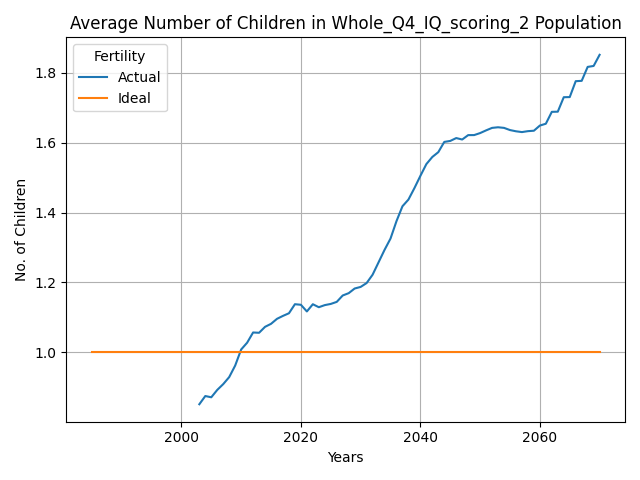 Average Number of Children in Whole_Q4_IQ_scoring_2 Population
Fertility
Actual
Ideal
No. of Children
1.8
1.6
1.4
1.2
1.0
2000 2020 2040 2060
Years